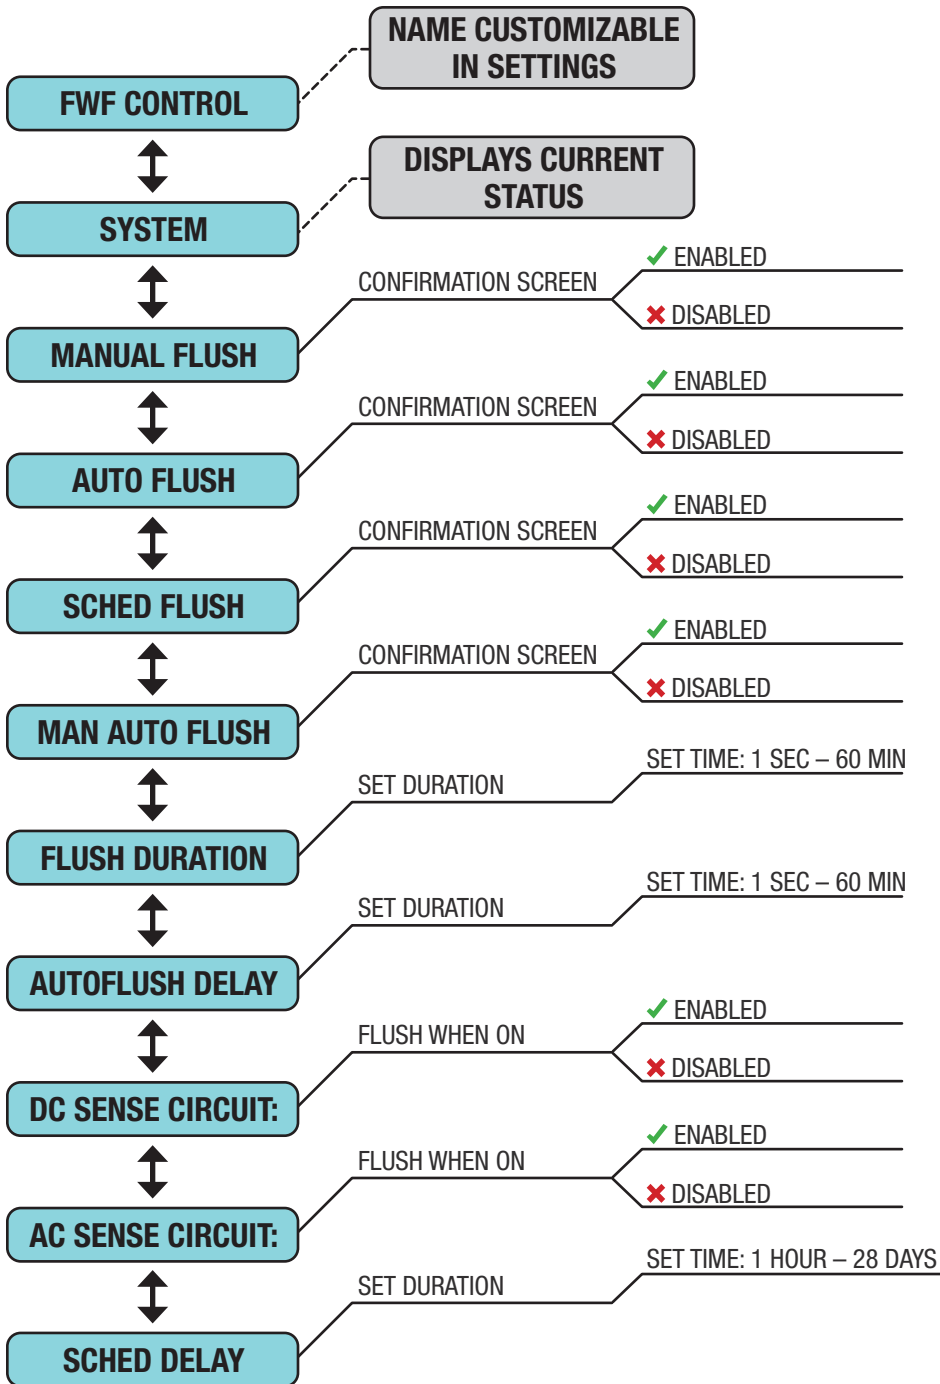 NAME CUSTOMIZABLE
IN SETTINGS
FWF CONTROL
DISPLAYS CURRENT
STATUS
SYSTEM
ENABLED
CONFIRMATION SCREEN
DISABLED
MANUAL FLUSH
ENABLED
CONFIRMATION SCREEN
DISABLED
AUTO FLUSH
ENABLED
CONFIRMATION SCREEN
DISABLED
SCHED FLUSH
ENABLED
CONFIRMATION SCREEN
DISABLED
MAN AUTO FLUSH
SET TIME: 1 SEC – 60 MIN
SET DURATION
FLUSH DURATION
SET TIME: 1 SEC – 60 MIN
SET DURATION
AUTOFLUSH DELAY
ENABLED
FLUSH WHEN ON
DISABLED
DC SENSE CIRCUIT:
ENABLED
FLUSH WHEN ON
DISABLED
AC SENSE CIRCUIT:
SET TIME: 1 HOUR – 28 DAYS
SET DURATION
SCHED DELAY